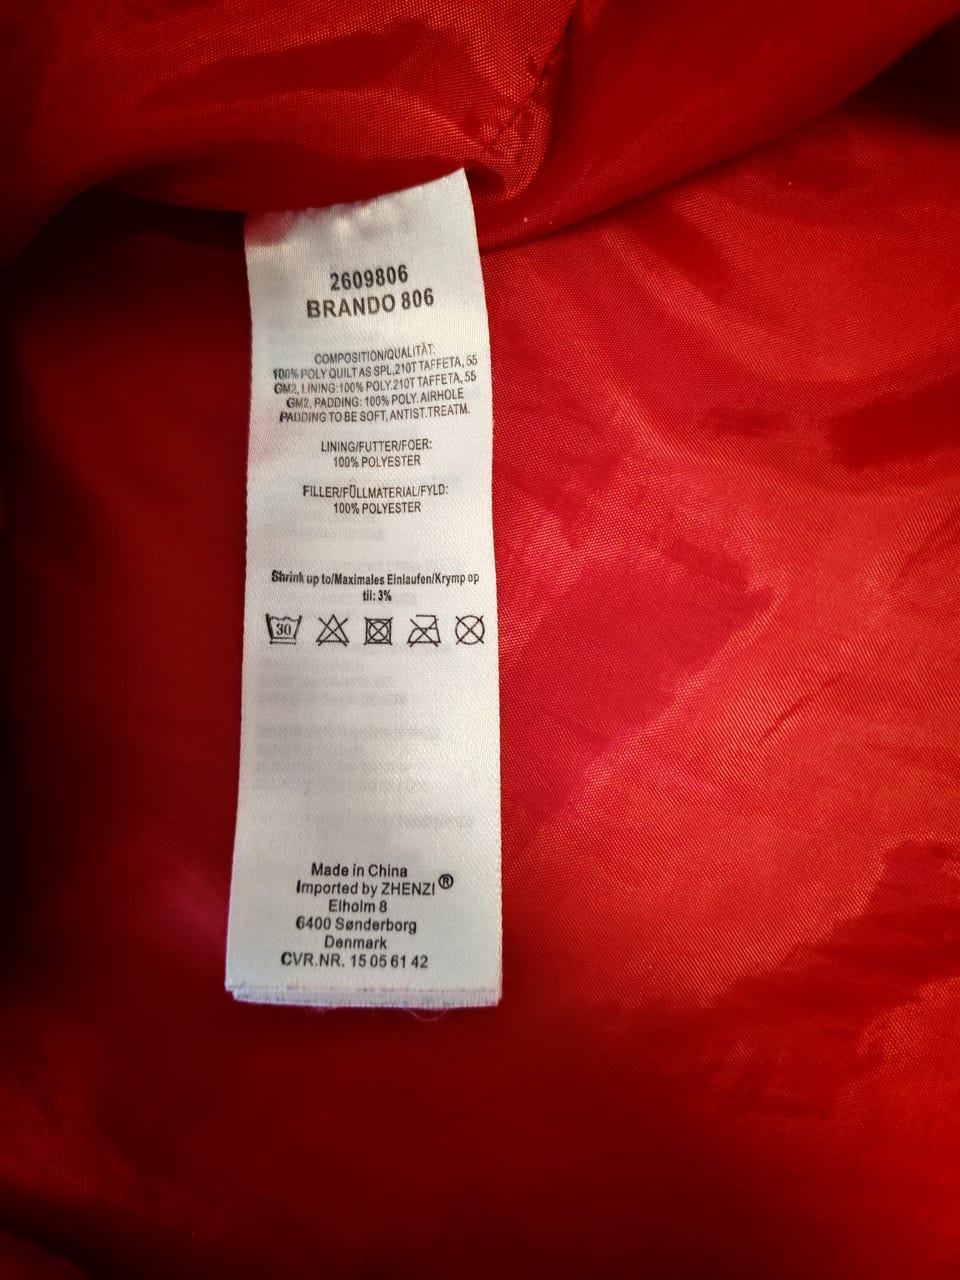 2609806
BRANDO 806
COMPOSITION/QUALITÄT:
100% POLY QUILT AS SPL,210T TAFFETA, 55
GM2, LINING:100% POLY.210T TAFFETA,55
GM2, PADDING: 100% POLY. AIRHOLE
PADDING TO BE SOFT, ANTIST.TREATM.
LINING/FUTTER/FOER:
100% POLYESTER
FILLER/FÜLLMATERIAL/FYLD:
100% POLYESTER
Shrink up to/Maximales Einlaufen/Krymp op
til: 3%
30
Made in China
Imported by ZHENZI®
Elholm 8
6400 Sønderborg
Denmark
CVR.NR. 15 05 61 42